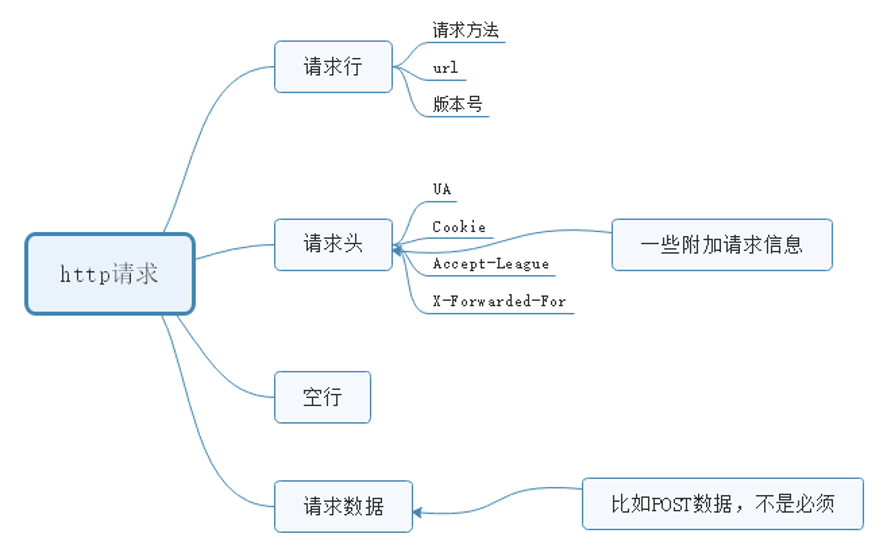 http请求
请求行
请求方法
url
版本号
请求头
UA
Cookie
Accept-League
X-Forwarded-For
一些附加请求信息
空行
请求数据
比如POST数据，不是必须